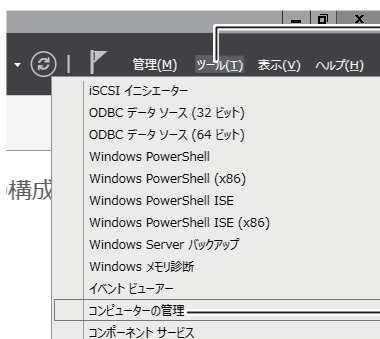 管理(M) ツール(T) 表示(V) ヘルプ(H)
iSCSI イニシエーター
ODBC データ ソース (32 ビット)
ODBC データ ソース (64 ビット)
Windows PowerShell
Windows PowerShell (x86)
Windows PowerShell ISE
Windows PowerShell ISE (x86)
の構成
Windows Server バックアップ
Windows メモリ診断
イベント ビューアー
コンピューターの管理
コンポーネント サービス